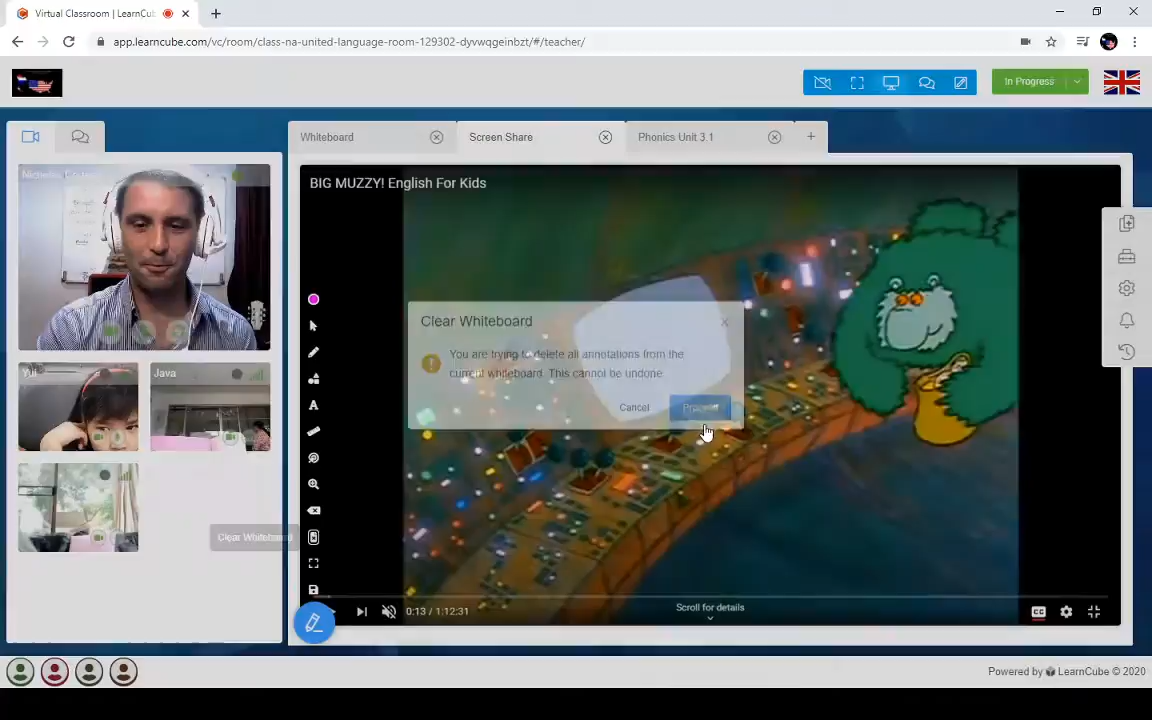 Virtual Classroom | LearnCu
app.learncube.com/vc/room/class-na-united-language-room-129302-dyvwqgeinbzt/#/teacher/
In Progress
Whiteboard
Screen Share
Phonics Unit 3.1
BIG MUZZY! English For Kids
Yui
Java
Clear Whiteboard
You are trying to delete all annotations from the
current whiteboard. This cannot be undone.
Cancel
Proceed
Clear Whiteboard
0:13 / 1:12:31
Scroll for details
Powered by LearnCube © 2020